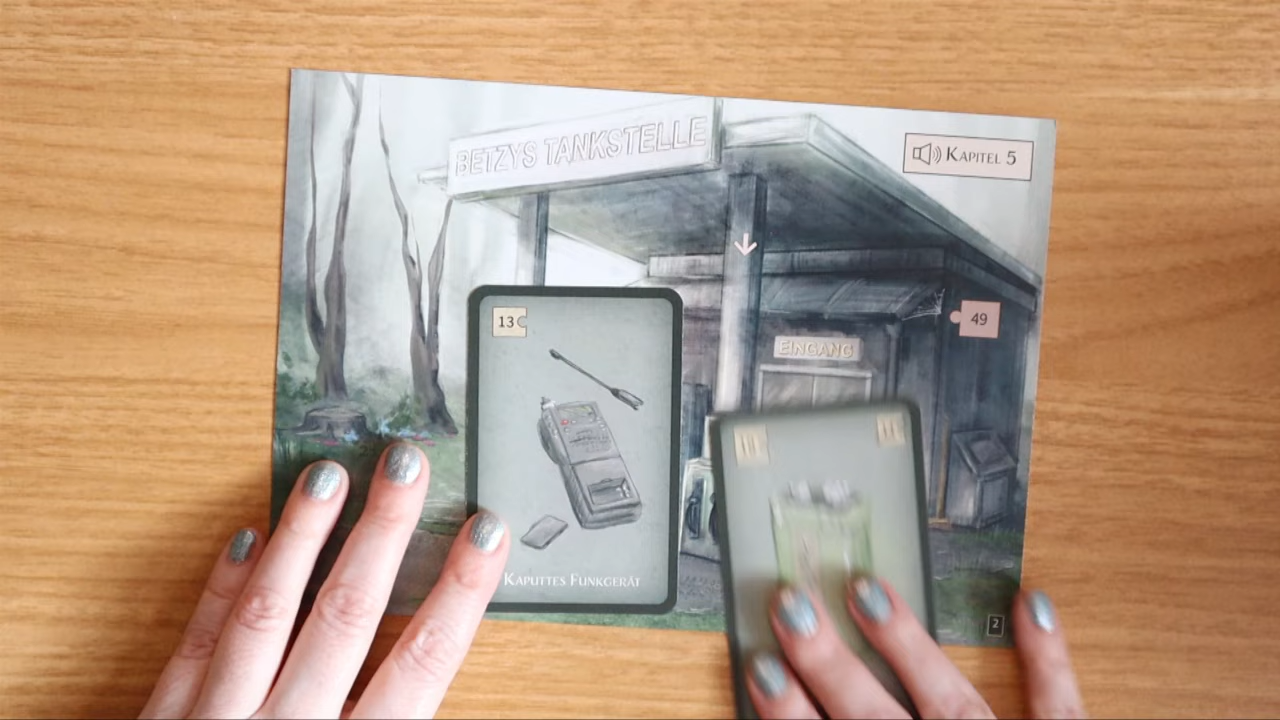 BETZYS TANKSTELLE
KAPITEL 5
49
EINGANG
13
KAPUTTES FUNKGERÄT
2